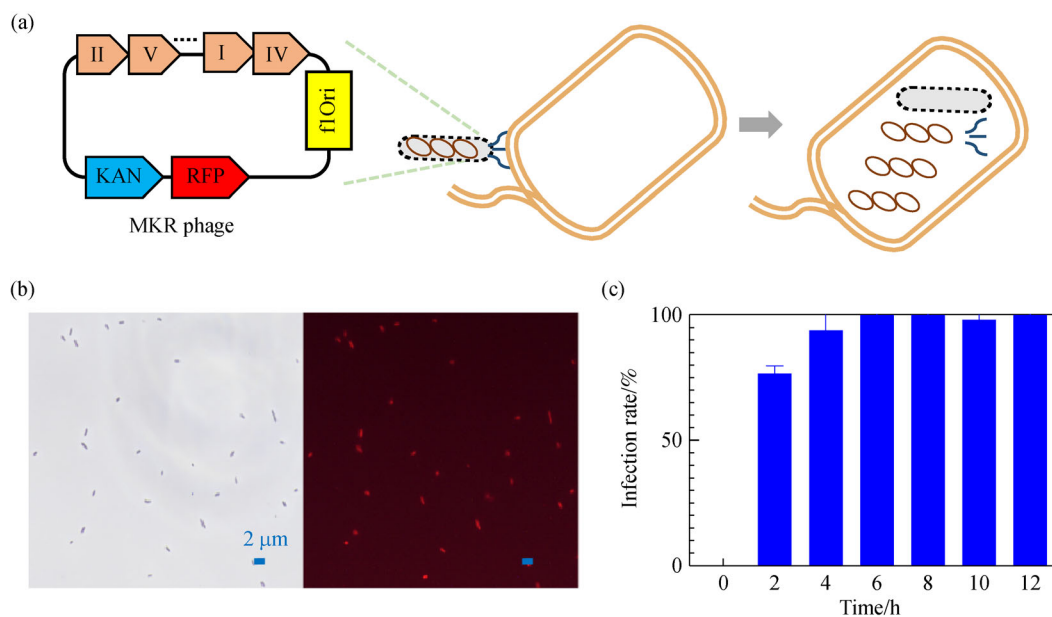 (a)
II V I IV
f1Ori
KAN RFP
MKR phage
(b)
2 μm
(c)
Infection rate/%
100
50
0
0 2 4 6 8 10 12
Time/h